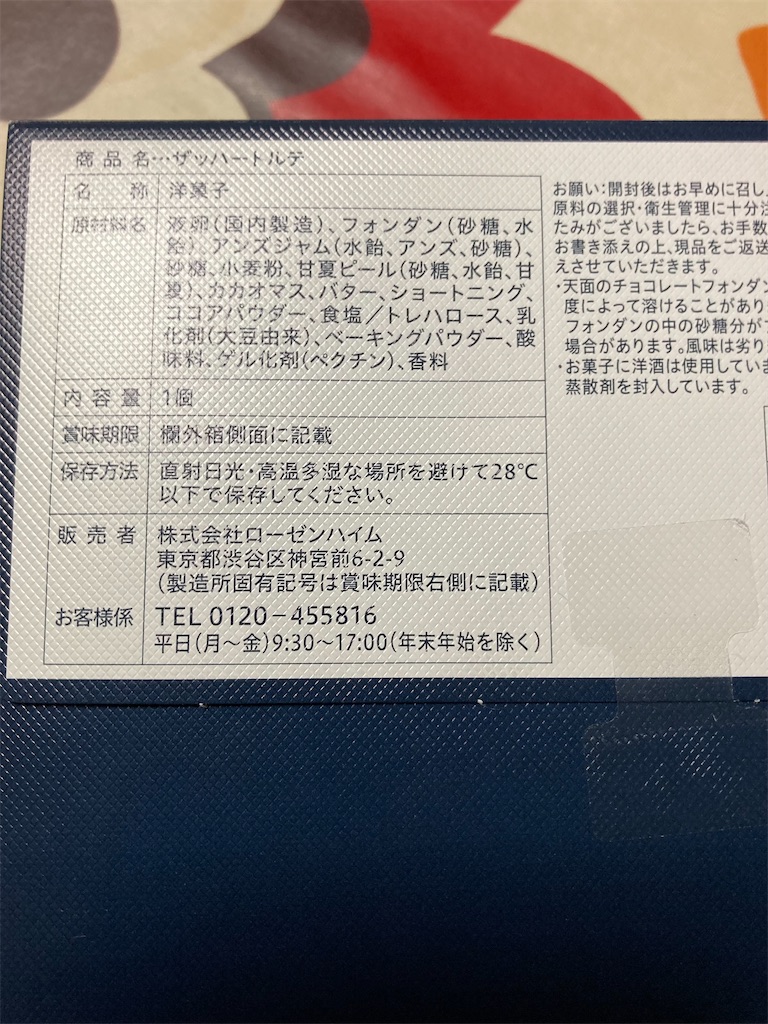 商品名…ザッハートルテ
名　称 洋菓子
原材料名 液卵(国内製造)、フォンダン(砂糖、水
飴)、アンズジャム(水飴、アンズ、砂糖)、
砂糖、小麦粉、甘夏ピール(砂糖、水飴、甘
夏)、カカオマス、バター、ショートニング、
ココアパウダー、食塩／トレハロース、乳
化剤(大豆由来)、ベーキングパウダー、酸
味料、ゲル化剤(ペクチン)、香料
内容量 1個
賞味期限 欄外箱側面に記載
保存方法 直射日光・高温多湿な場所を避けて28℃
以下で保存してください。
販売者 株式会社ローゼンハイム
東京都渋谷区神宮前6-2-9
(製造所固有記号は賞味期限右側に記載)
お客様係 TEL 0120－455816
平日(月〜金)9:30〜17:00(年末年始を除く)
お願い：開封後はお早めに召し
原料の選択・衛生管理に十分
たみがございましたら、お手数
お書き添えの上、現品をご返送
えさせていただきます。
・天面のチョコレートフォンダン
度によって溶けることがあり
フォンダンの中の砂糖分が
場合があります。風味は劣り
・お菓子に洋酒は使用していま
蒸散剤を封入しています。